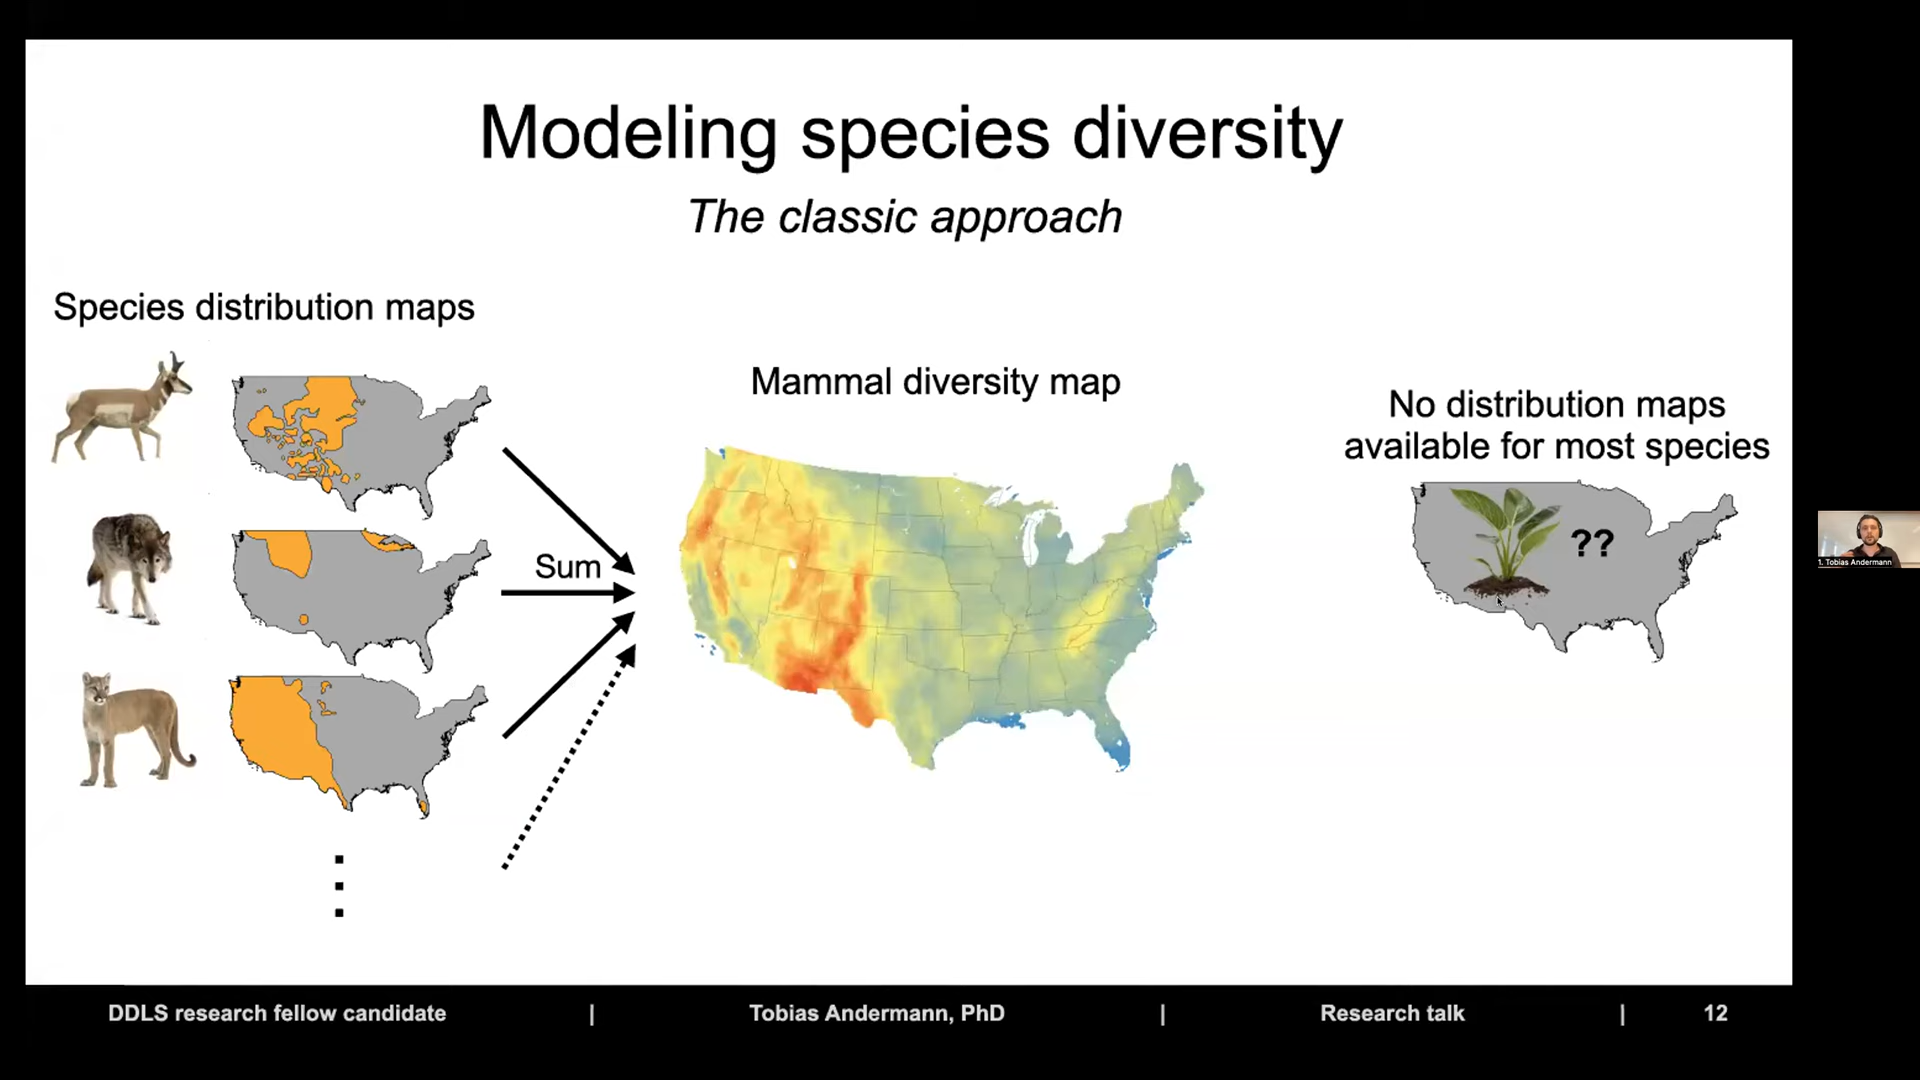 Modeling species diversity
The classic approach
Species distribution maps
Sum
Mammal diversity map
No distribution maps
available for most species
??
1. Tobias Andermann
DDLS research fellow candidate | Tobias Andermann, PhD | Research talk | 12